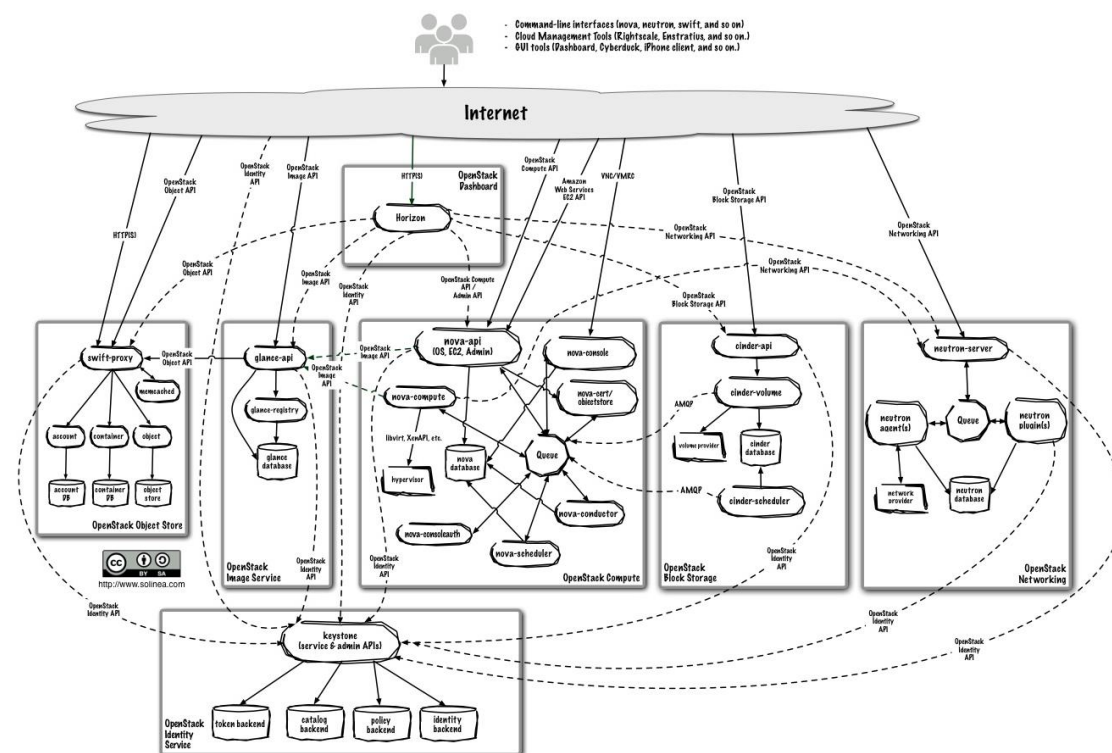 - Command-line interfaces (nova, neutron, swift, and so on)
- Cloud Management Tools (Rightscale, Enstratius, and so on.)
- GUI tools (Dashboard, Cyberduck, iPhone client, and so on.)
Internet
HTTP(S)
OpenStack
Object API
OpenStack
Identity
API
OpenStack
Image API
HTTP(S)
OpenStack
Dashboard
Horizon
OpenStack
Compute API
Amazon
Web Services
EC2 API
VNC/VMRC
OpenStack
Block Storage API
OpenStack
Networking API
OpenStack
Networking API
OpenStack
Object API
OpenStack
Image API
OpenStack
Identity
API
OpenStack Compute
API /
Admin API
OpenStack
Block Storage API
OpenStack
Networking API
swift-proxy
memcached
account
container
object
account
DB
container
DB
object
store
OpenStack Object Store
OpenStack
Object API
glance-api
glance-registry
glance
database
OpenStack
Image Service
OpenStack
Image API
OpenStack
Image
API
nova-api
(OS, EC2, Admin)
nova-console
nova-compute
nova-cert/
objectstore
libvirt, XenAPI, etc.
hypervisor
nova
database
Queue
nova-conductor
nova-consoleauth
nova-scheduler
OpenStack Compute
AMQP
AMQP
cinder-api
cinder-volume
volume provider
cinder
database
cinder-scheduler
OpenStack
Block Storage
neutron-server
neutron
agent(s)
Queue
neutron
plugin(s)
network
provider
neutron
database
OpenStack
Networking
CC
BY SA
http://www.solinea.com
OpenStack
Identity API
OpenStack
Identity API
OpenStack
Identity API
OpenStack
Identity API
OpenStack
Identity
API
OpenStack
Identity
API
keystone
(service & admin APIs)
token backend
catalog
backend
policy
backend
identity
backend
OpenStack
Identity
Service